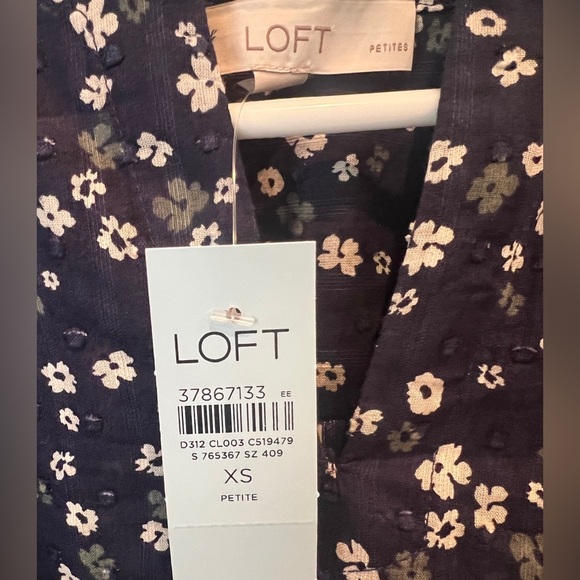 LOFT
PETITES
LOFT
37867133 EE
D312 CL003 C519479
S 765367 SZ 409
XS
PETITE